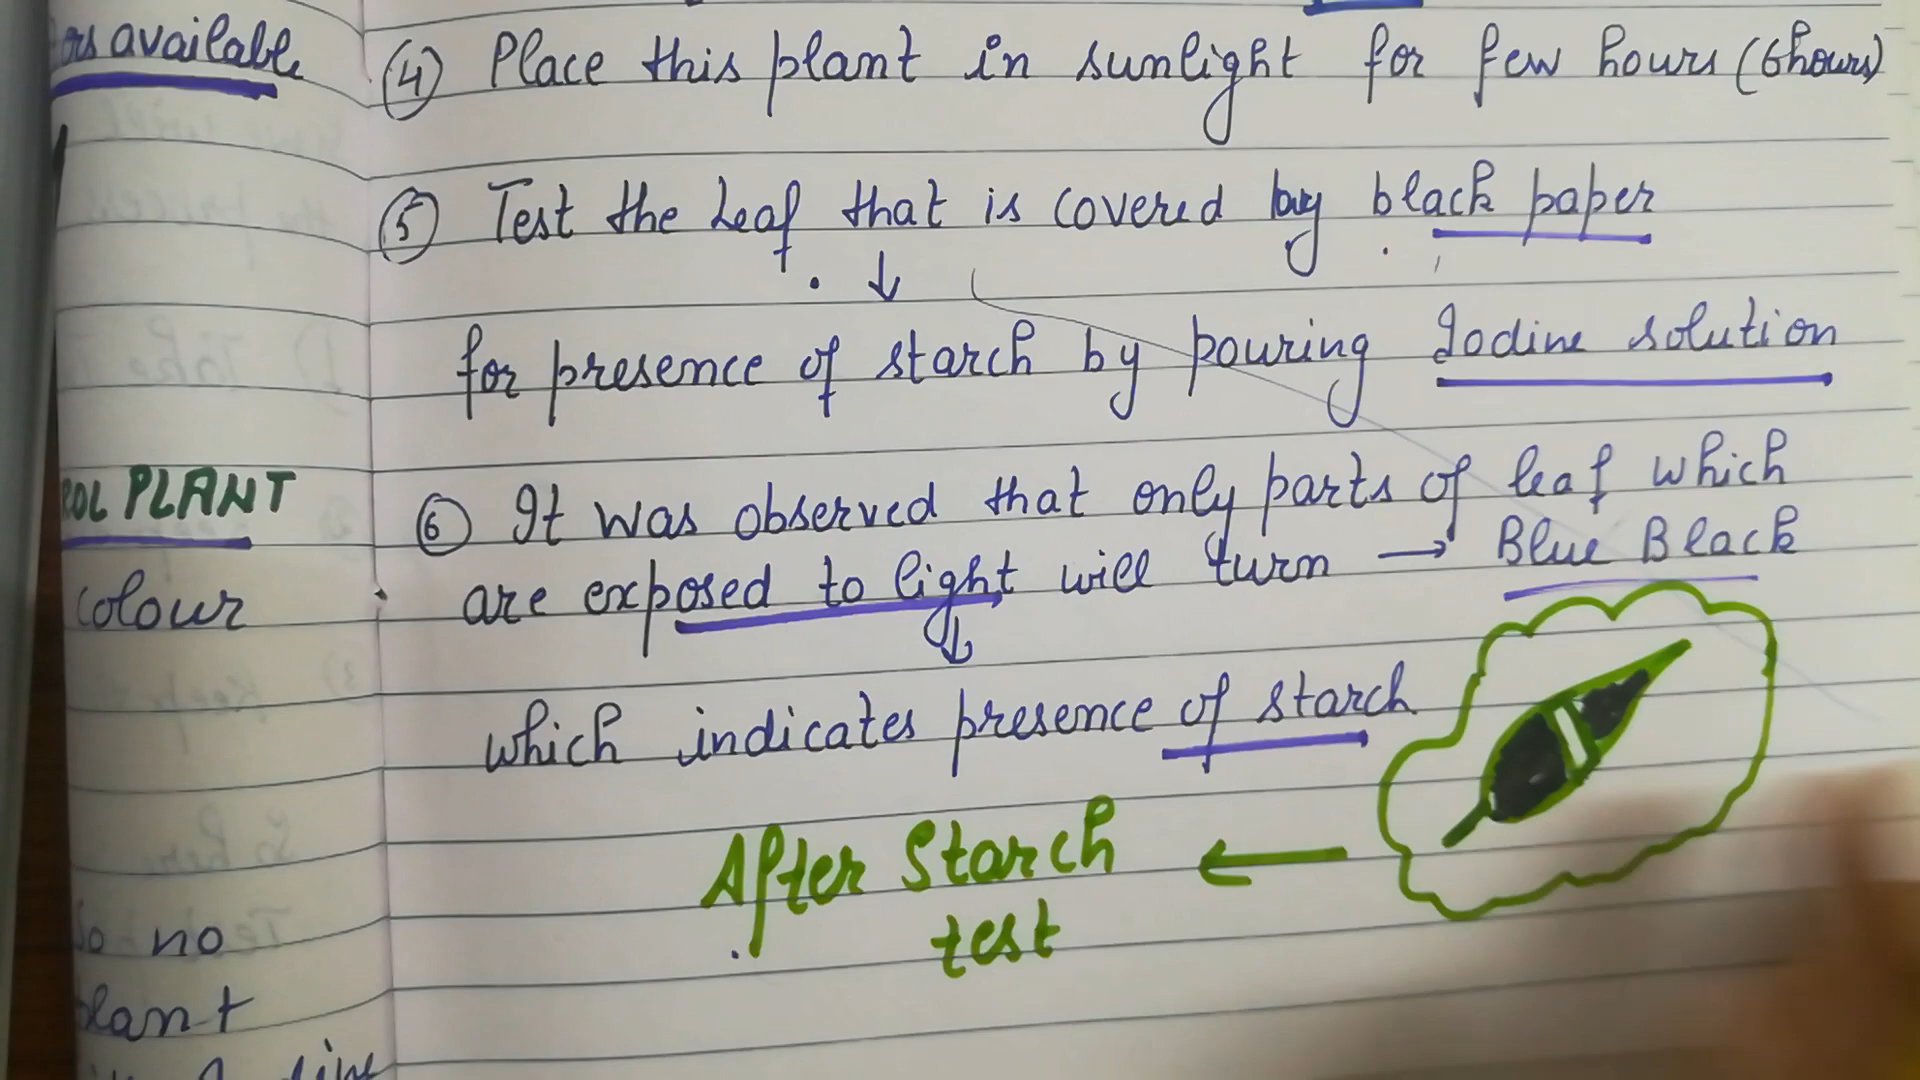 available
④ Place this plant in sunlight for few hours (6hours)
⑤ Test the Leaf that is covered by black paper
↓
for presence of starch by pouring Iodine solution
⑥ It was observed that only parts of leaf which
are exposed to light will turn → Blue Black
↓
which indicates presence of starch
After Starch ←
test
PLANT
colour
So no
plant